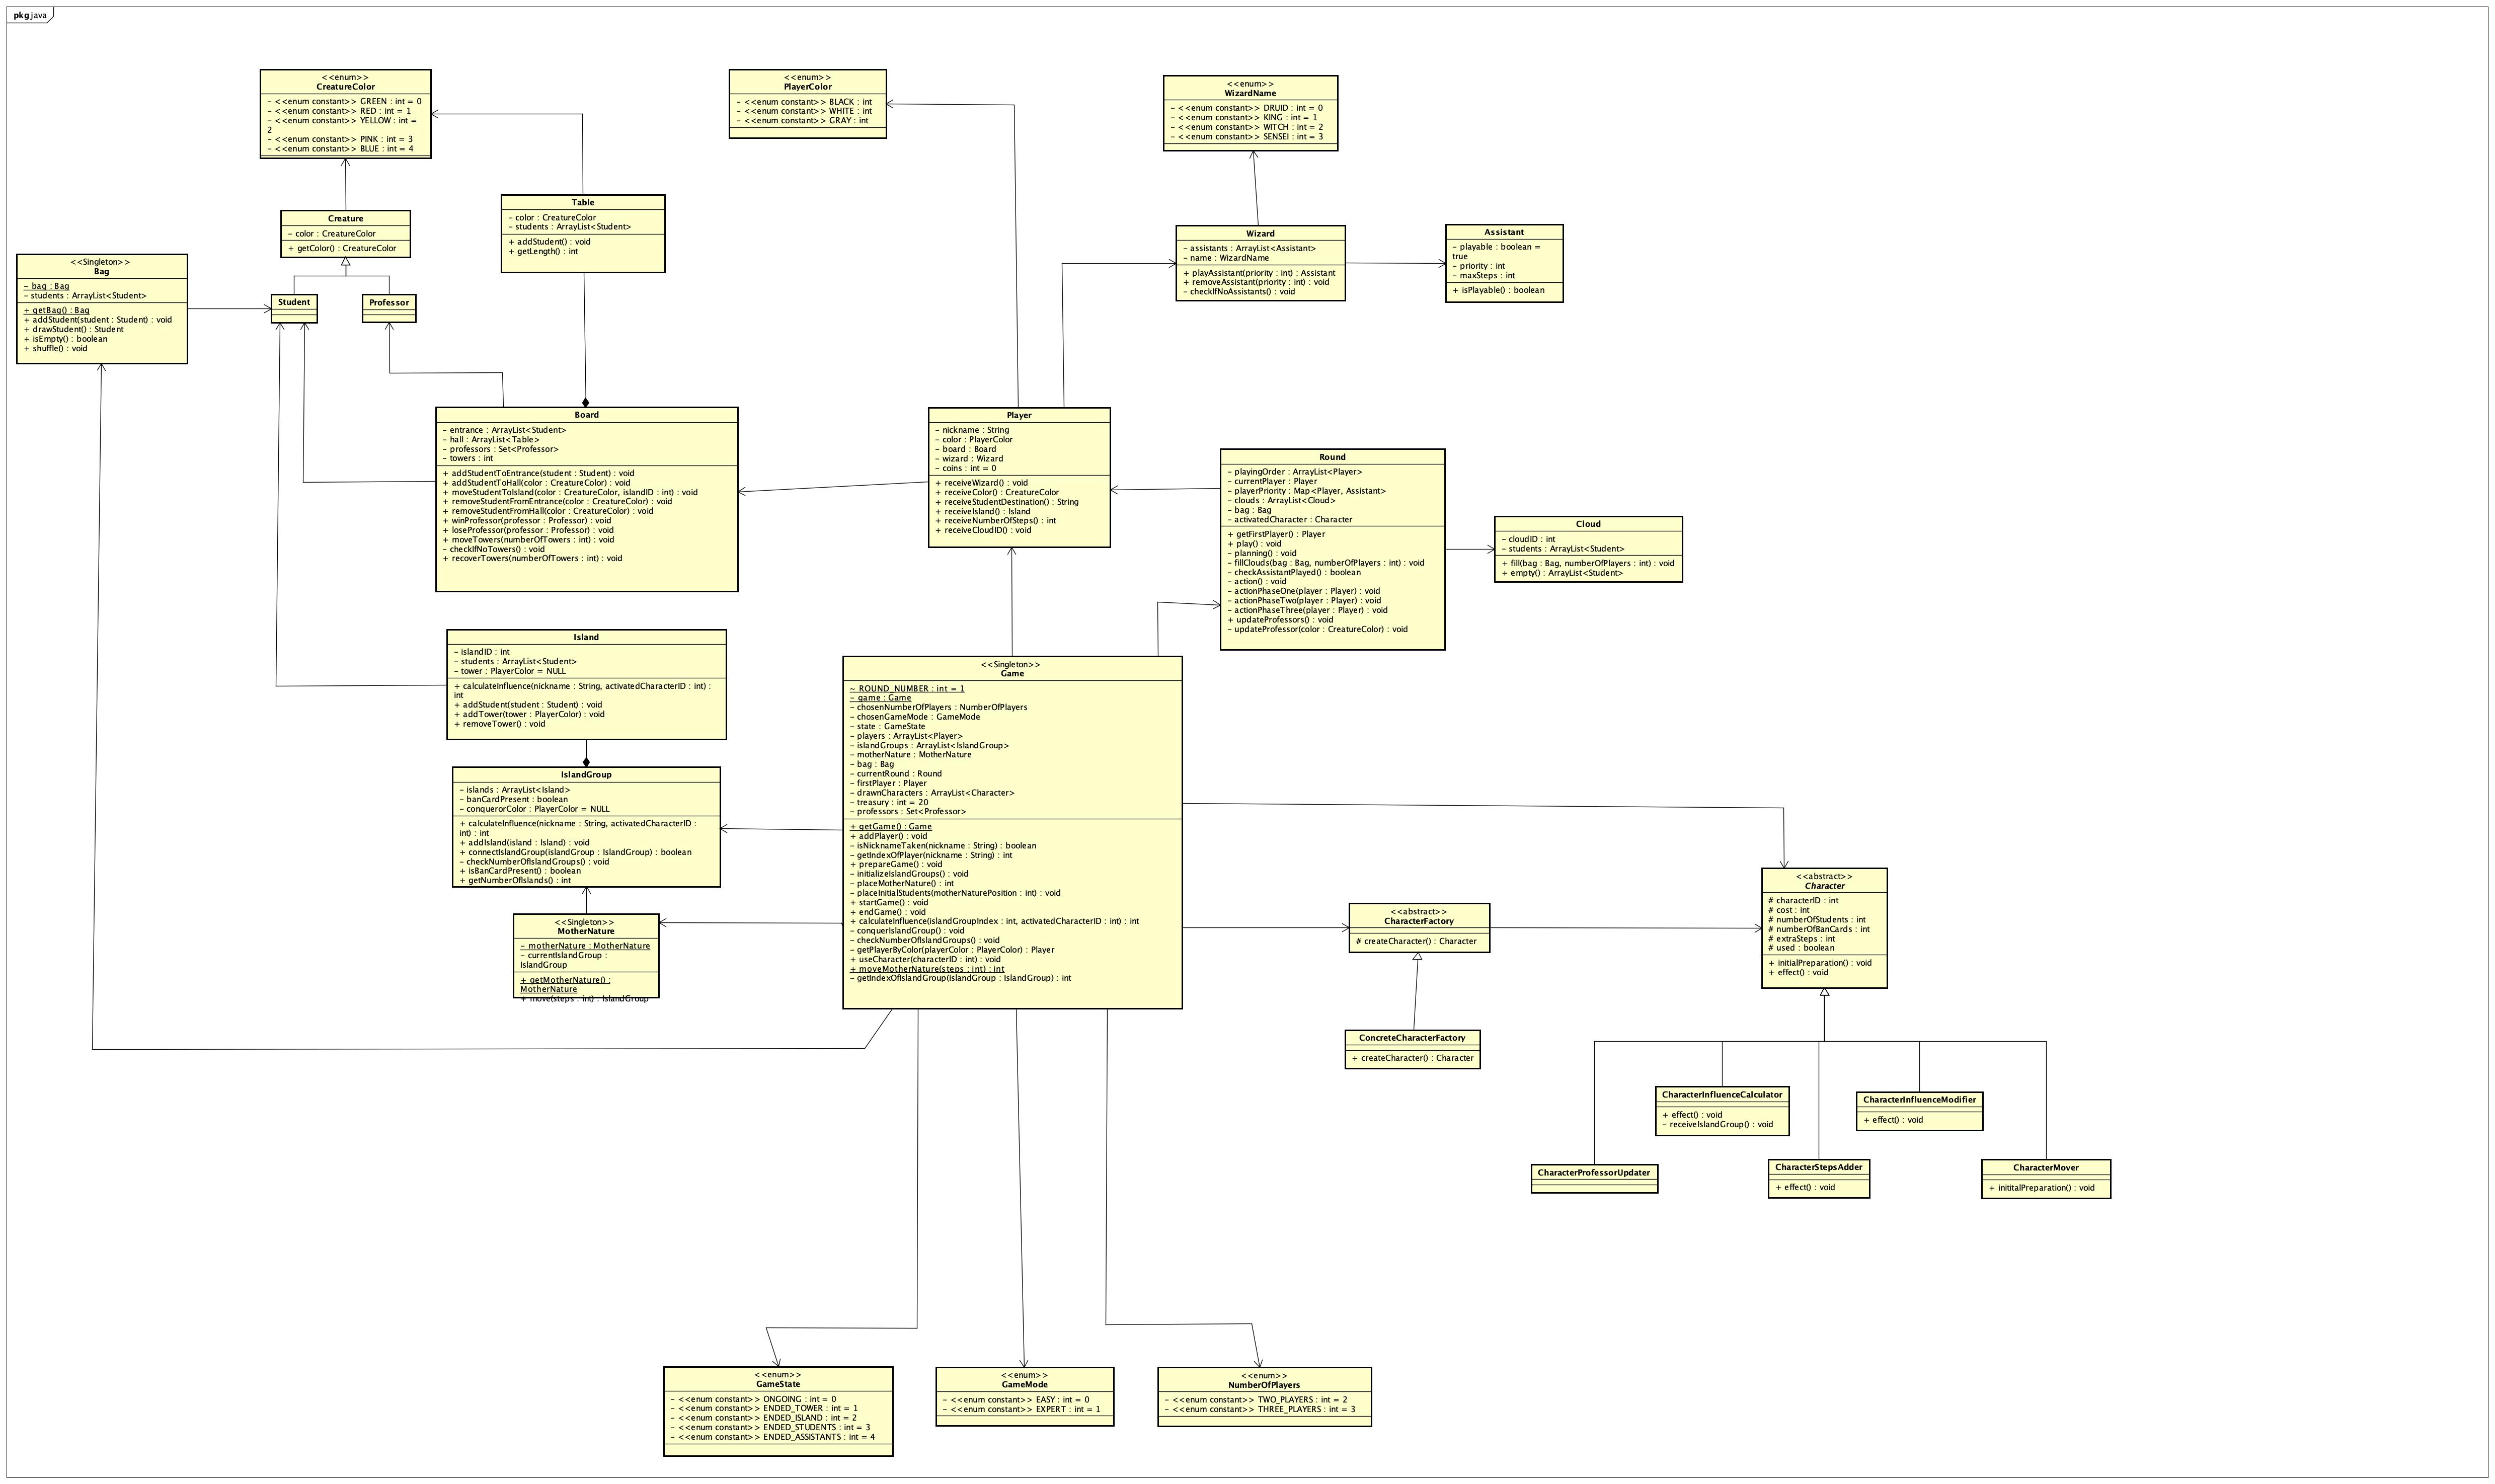 pkg java
<<enum>>
CreatureColor
– <<enum constant>> GREEN : int = 0
– <<enum constant>> RED : int = 1
– <<enum constant>> YELLOW : int =
2
– <<enum constant>> PINK : int = 3
– <<enum constant>> BLUE : int = 4
<<enum>>
PlayerColor
– <<enum constant>> BLACK : int
– <<enum constant>> WHITE : int
– <<enum constant>> GRAY : int
<<enum>>
WizardName
– <<enum constant>> DRUID : int = 0
– <<enum constant>> KING : int = 1
– <<enum constant>> WITCH : int = 2
– <<enum constant>> SENSEI : int = 3
Table
– color : CreatureColor
– students : ArrayList<Student>
+ addStudent() : void
+ getLength() : int
Creature
– color : CreatureColor
+ getColor() : CreatureColor
Wizard
– assistants : ArrayList<Assistant>
– name : WizardName
+ playAssistant(priority : int) : Assistant
+ removeAssistant(priority : int) : void
– checkIfNoAssistants() : void
Assistant
– playable : boolean =
true
– priority : int
– maxSteps : int
+ isPlayable() : boolean
<<Singleton>>
Bag
– bag : Bag
– students : ArrayList<Student>
+ getBag() : Bag
+ addStudent(student : Student) : void
+ drawStudent() : Student
+ isEmpty() : boolean
+ shuffle() : void
Student
Professor
Board
– entrance : ArrayList<Student>
– hall : ArrayList<Table>
– professors : Set<Professor>
– towers : int
+ addStudentToEntrance(student : Student) : void
+ addStudentToHall(color : CreatureColor) : void
+ moveStudentToIsland(color : CreatureColor, islandID : int) : void
+ removeStudentFromEntrance(color : CreatureColor) : void
+ removeStudentFromHall(color : CreatureColor) : void
+ winProfessor(professor : Professor) : void
+ loseProfessor(professor : Professor) : void
+ moveTowers(numberOfTowers : int) : void
– checkIfNoTowers() : void
+ recoverTowers(numberOfTowers : int) : void
Player
– nickname : String
– color : PlayerColor
– board : Board
– wizard : Wizard
– coins : int = 0
+ receiveWizard() : void
+ receiveColor() : CreatureColor
+ receiveStudentDestination() : String
+ receiveIsland() : Island
+ receiveNumberOfSteps() : int
+ receiveCloudID() : void
Round
– playingOrder : ArrayList<Player>
– currentPlayer : Player
– playerPriority : Map<Player, Assistant>
– clouds : ArrayList<Cloud>
– bag : Bag
– activatedCharacter : Character
+ getFirstPlayer() : Player
+ play() : void
– planning() : void
– fillClouds(bag : Bag, numberOfPlayers : int) : void
– checkAssistantPlayed() : boolean
– action() : void
– actionPhaseOne(player : Player) : void
– actionPhaseTwo(player : Player) : void
– actionPhaseThree(player : Player) : void
+ updateProfessors() : void
– updateProfessor(color : CreatureColor) : void
Cloud
– cloudID : int
– students : ArrayList<Student>
+ fill(bag : Bag, numberOfPlayers : int) : void
+ empty() : ArrayList<Student>
Island
– islandID : int
– students : ArrayList<Student>
– tower : PlayerColor = NULL
+ calculateInfluence(nickname : String, activatedCharacterID : int) :
int
+ addStudent(student : Student) : void
+ addTower(tower : PlayerColor) : void
+ removeTower() : void
IslandGroup
– islands : ArrayList<Island>
– banCardPresent : boolean
– conquerorColor : PlayerColor = NULL
+ calculateInfluence(nickname : String, activatedCharacterID :
int) : int
+ addIsland(island : Island) : void
+ connectIslandGroup(islandGroup : IslandGroup) : boolean
– checkNumberOfIslandGroups() : void
+ isBanCardPresent() : boolean
+ getNumberOfIslands() : int
<<Singleton>>
MotherNature
– motherNature : MotherNature
– currentIslandGroup :
IslandGroup
+ getMotherNature() :
MotherNature
+ move(steps : int) : IslandGroup
<<Singleton>>
Game
~ ROUND_NUMBER : int = 1
– game : Game
– chosenNumberOfPlayers : NumberOfPlayers
– chosenGameMode : GameMode
– state : GameState
– players : ArrayList<Player>
– islandGroups : ArrayList<IslandGroup>
– motherNature : MotherNature
– bag : Bag
– currentRound : Round
– firstPlayer : Player
– drawnCharacters : ArrayList<Character>
– treasury : int = 20
– professors : Set<Professor>
+ getGame() : Game
+ addPlayer() : void
– isNicknameTaken(nickname : String) : boolean
– getIndexOfPlayer(nickname : String) : int
+ prepareGame() : void
– initializeIslandGroups() : void
– placeMotherNature() : int
– placeInitialStudents(motherNaturePosition : int) : void
+ startGame() : void
+ endGame() : void
+ calculateInfluence(islandGroupIndex : int, activatedCharacterID : int) : int
– conquerIslandGroup() : void
– checkNumberOfIslandGroups() : void
– getPlayerByColor(playerColor : PlayerColor) : Player
+ useCharacter(characterID : int) : void
+ moveMotherNature(steps : int) : int
– getIndexOfIslandGroup(islandGroup : IslandGroup) : int
<<abstract>>
CharacterFactory
# createCharacter() : Character
ConcreteCharacterFactory
+ createCharacter() : Character
<<abstract>>
Character
# characterID : int
# cost : int
# numberOfStudents : int
# numberOfBanCards : int
# extraSteps : int
# used : boolean
+ initialPreparation() : void
+ effect() : void
CharacterInfluenceCalculator
+ effect() : void
– receiveIslandGroup() : void
CharacterInfluenceModifier
+ effect() : void
CharacterProfessorUpdater
CharacterStepsAdder
+ effect() : void
CharacterMover
+ inititalPreparation() : void
<<enum>>
GameState
– <<enum constant>> ONGOING : int = 0
– <<enum constant>> ENDED_TOWER : int = 1
– <<enum constant>> ENDED_ISLAND : int = 2
– <<enum constant>> ENDED_STUDENTS : int = 3
– <<enum constant>> ENDED_ASSISTANTS : int = 4
<<enum>>
GameMode
– <<enum constant>> EASY : int = 0
– <<enum constant>> EXPERT : int = 1
<<enum>>
NumberOfPlayers
– <<enum constant>> TWO_PLAYERS : int = 2
– <<enum constant>> THREE_PLAYERS : int = 3